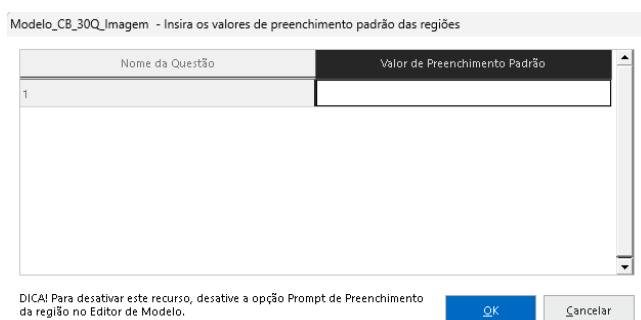 Modelo_CB_30Q_Imagem - Insira os valores de preenchimento padrão das regiões
Nome da Questão Valor de Preenchimento Padrão
1
DICA! Para desativar este recurso, desative a opção Prompt de Preenchimento
da região no Editor de Modelo.
OK Cancelar